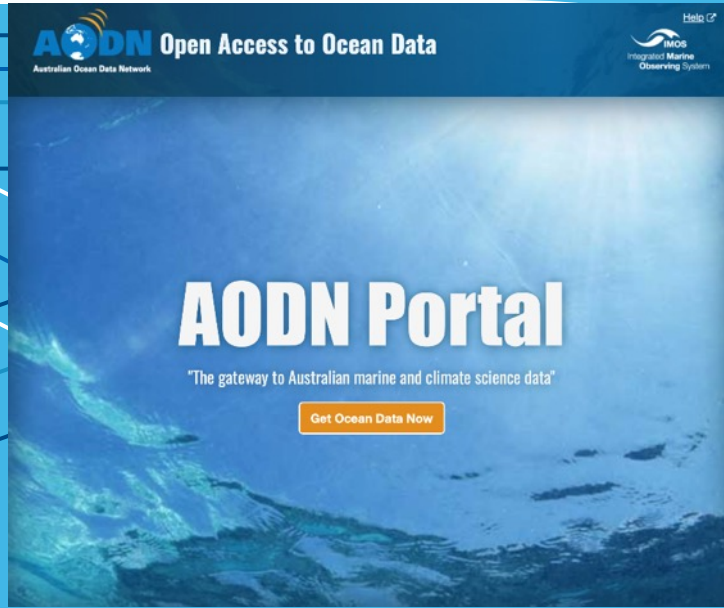 Help
AODN
Australian Ocean Data Network
Open Access to Ocean Data
IMOS
Integrated Marine
Observing System
AODN Portal
"The gateway to Australian marine and climate science data"
Get Ocean Data Now